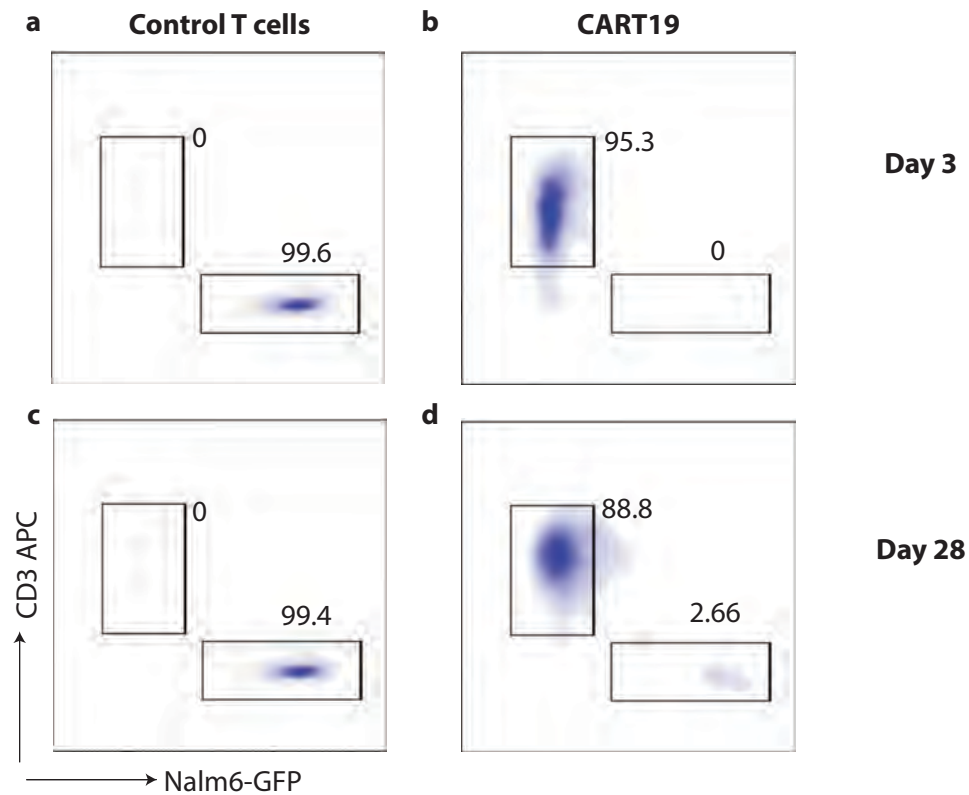 a Control T cells b CART19
0
95.3
Day 3
99.6
0
c d
0
88.8
Day 28
99.4
2.66
CD3 APC
Nalm6-GFP